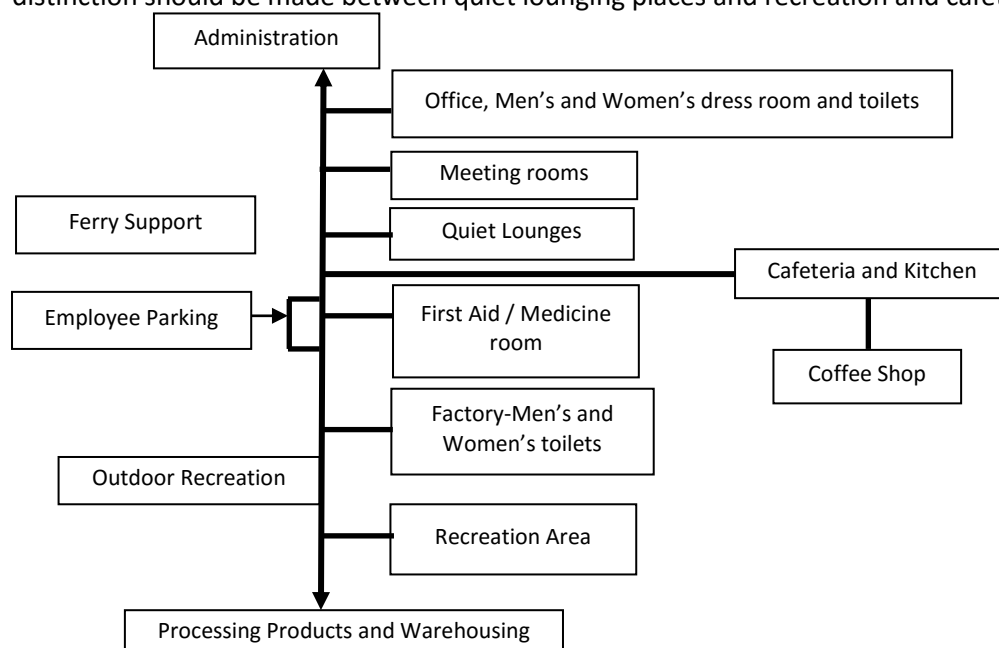 distinction should be made between quiet lounging places and recreation and
Administration
Office, Men’s and Women’s dress room and toilets
Meeting rooms
Ferry Support
Quiet Lounges
Cafeteria and Kitchen
Employee Parking
First Aid / Medicine
room
Coffee Shop
Factory-Men’s and
Women’s toilets
Outdoor Recreation
Recreation Area
Processing Products and Warehousing